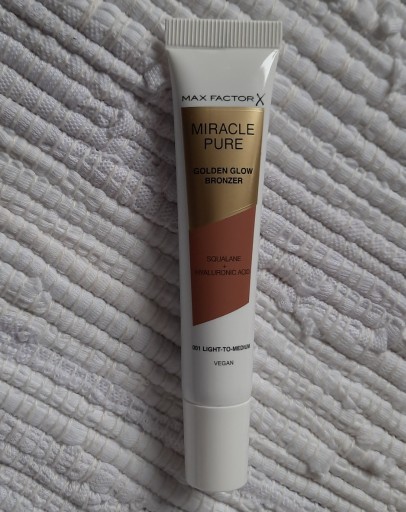 MAX FACTOR X
MIRACLE
PURE
GOLDEN GLOW
BRONZER
SQUALANE
+
HYALURONIC ACID
001 LIGHT-TO-MEDIUM
VEGAN